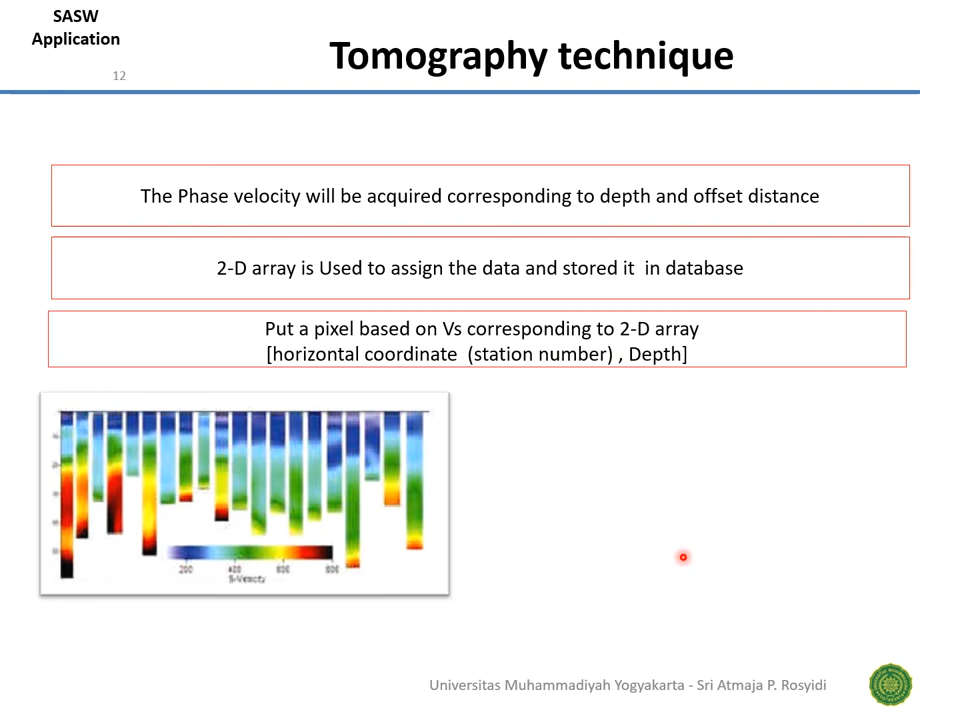 SASW
Application
Tomography technique
12
The Phase velocity will be acquired corresponding to depth and offset distance
2-D array is Used to assign the data and stored it in database
Put a pixel based on Vs corresponding to 2-D array
[horizontal coordinate (station number) , Depth]
200 400 600 800
S-Velocity
Universitas Muhammadiyah Yogyakarta - Sri Atmaja P. Rosyidi